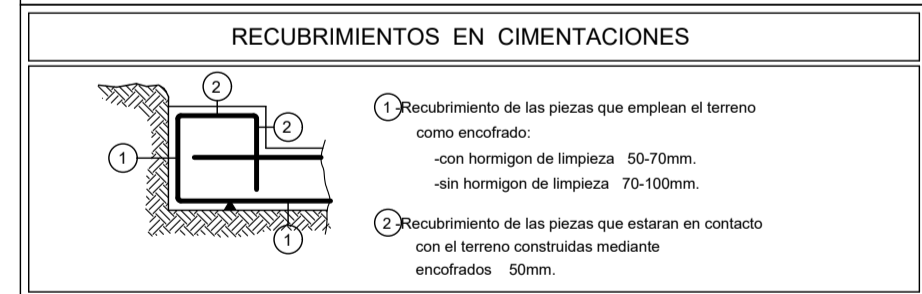 RECUBRIMIENTOS EN CIMENTACIONES
2
2
1
1
1 -Recubrimiento de las piezas que emplean el terreno
como encofrado:
-con hormigon de limpieza 50-70mm.
-sin hormigon de limpieza 70-100mm.
2 -Recubrimiento de las piezas que estaran en contacto
con el terreno construidas mediante
encofrados 50mm.